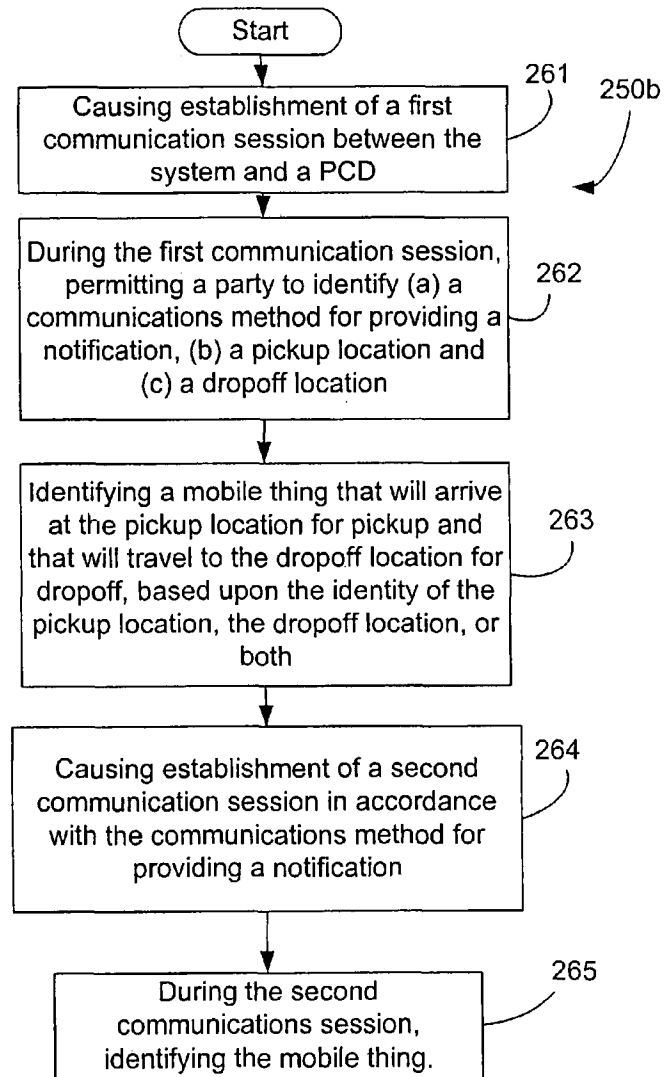 Start
261
250b
Causing establishment of a first
communication session between the
system and a PCD
262
During the first communication session,
permitting a party to identify (a) a
communications method for providing a
notification, (b) a pickup location and
(c) a dropoff location
263
Identifying a mobile thing that will arrive
at the pickup location for pickup and
that will travel to the dropoff location for
dropoff, based upon the identity of the
pickup location, the dropoff location, or
both
264
Causing establishment of a second
communication session in accordance
with the communications method for
providing a notification
265
During the second
communications session,
identifying the mobile thing.